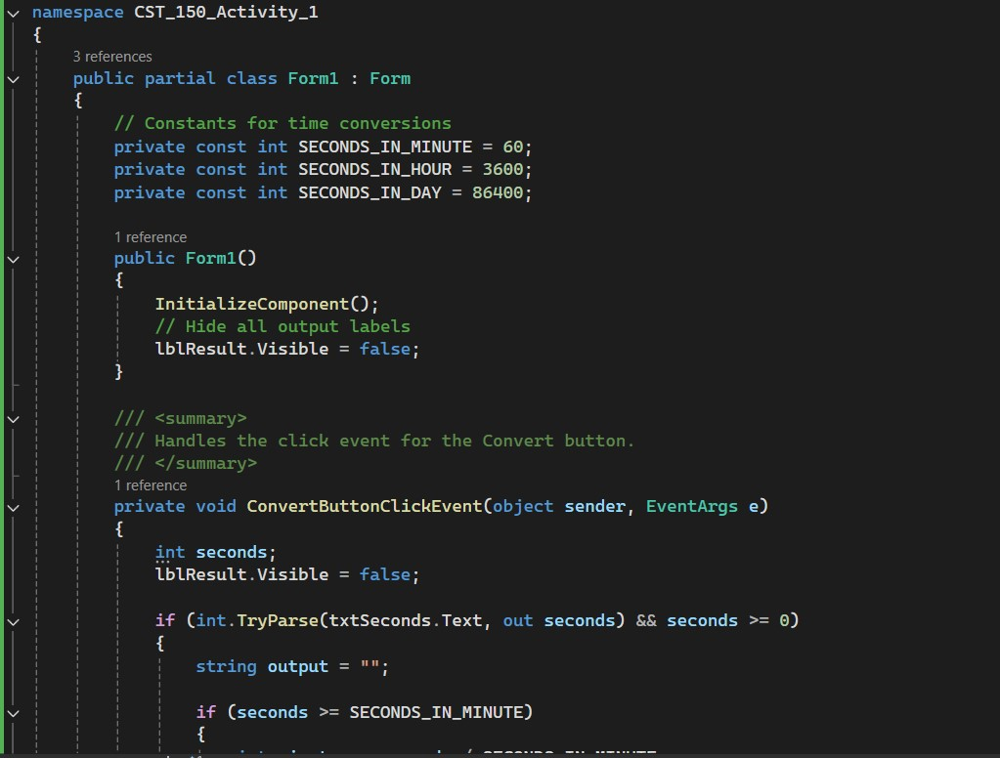 namespace CST_150_Activity_1
{
3 references
public partial class Form1 : Form
{
// Constants for time conversions
private const int SECONDS_IN_MINUTE = 60;
private const int SECONDS_IN_HOUR = 3600;
private const int SECONDS_IN_DAY = 86400;
1 reference
public Form1()
{
InitializeComponent();
// Hide all output labels
lblResult.Visible = false;
}
/// <summary>
/// Handles the click event for the Convert button.
/// </summary>
1 reference
private void ConvertButtonClickEvent(object sender, EventArgs e)
{
int seconds;
lblResult.Visible = false;
if (int.TryParse(txtSeconds.Text, out seconds) && seconds >= 0)
{
string output = "";
if (seconds >= SECONDS_IN_MINUTE)
{